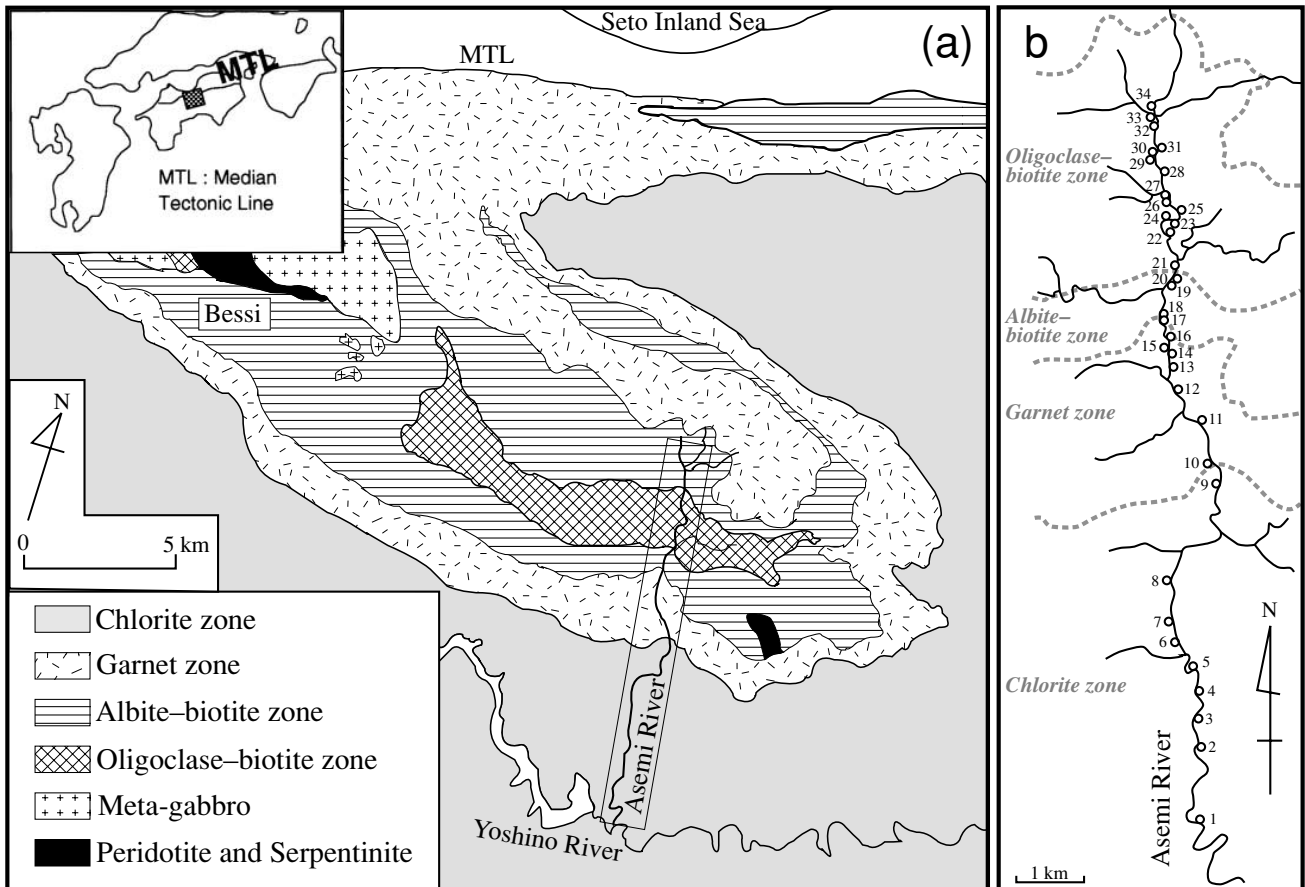 Seto Inland Sea
(a)
MTL
MTL
MTL : Median
Tectonic Line
Bessi
N
0
5 km
Chlorite zone
Garnet zone
Albite–biotite zone
Oligoclase–biotite zone
Meta-gabbro
Peridotite and Serpentinite
Asemi River
Yoshino River
b
34
33
32
30
31
29
28
27
26
25
24
23
22
21
20
19
18
17
16
15
14
13
12
11
10
9
8
7
6
5
4
3
2
1
Oligoclase–
biotite zone
Albite–
biotite zone
Garnet zone
Chlorite zone
N
Asemi River
1 km